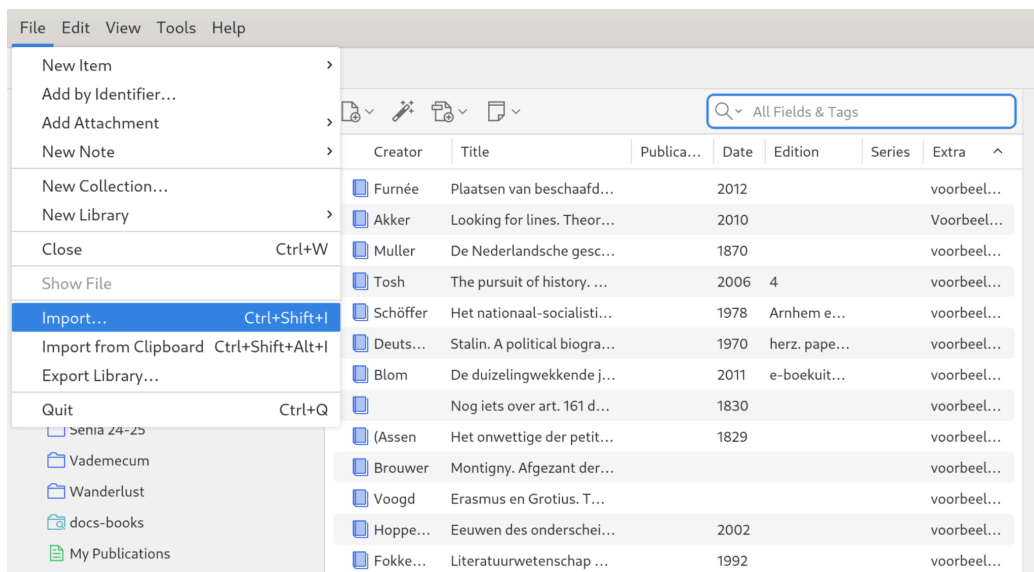 File Edit View Tools Help
New Item
Add by Identifier...
Add Attachment
New Note
New Collection...
New Library
Close Ctrl+W
Show File
Import... Ctrl+Shift+I
Import from Clipboard Ctrl+Shift+Alt+I
Export Library...
Quit Ctrl+Q
Senia 24-25
Vademecum
Wanderlust
docs-books
My Publications
All Fields & Tags
Creator Title Publica... Date Edition Series Extra
Furnée Plaatsen van beschaafd... 2012 voorbeel...
Akker Looking for lines. Theor... 2010 Voorbeel...
Muller De Nederlandsche gesc... 1870 voorbeel...
Tosh The pursuit of history. ... 2006 4 voorbeel...
Schöffer Het nationaal-socialisti... 1978 Arnhem e... voorbeel...
Deuts... Stalin. A political biogra... 1970 herz. pape... voorbeel...
Blom De duizelingwekkende j... 2011 e-boekuit... voorbeel...
Nog iets over art. 161 d... 1830 voorbeel...
(Assen Het onwettige der petit... 1829 voorbeel...
Brouwer Montigny. Afgezant der... voorbeel...
Voogd Erasmus en Grotius. T... voorbeel...
Hoppe... Eeuwen des onderschei... 2002 voorbeel...
Fokke... Literatuurwetenschap ... 1992 voorbeel...